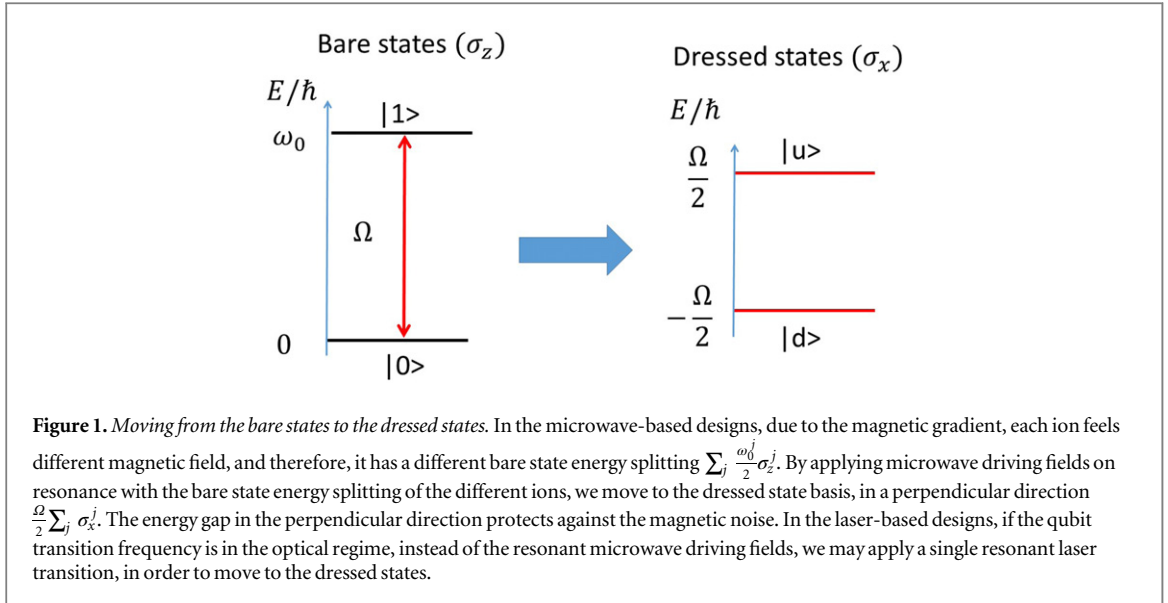 Bare states (σ_z)
Dressed states (σ_x)
E/ħ
|1>
ω₀
Ω
0
|0>
E/ħ
|u>
Ω/2
−Ω/2
|d>
Figure 1. Moving from the bare states to the dressed states. In the microwave-based designs, due to the magnetic gradient, each ion feels
different magnetic field, and therefore, it has a different bare state energy splitting ∑_j ω₀^j/2 σ_z^j. By applying microwave driving fields on
resonance with the bare state energy splitting of the different ions, we move to the dressed state basis, in a perpendicular direction
Ω/2 ∑_j σ_x^j. The energy gap in the perpendicular direction protects against the magnetic noise. In the laser-based designs, if the qubit
transition frequency is in the optical regime, instead of the resonant microwave driving fields, we may apply a single resonant laser
transition, in order to move to the dressed states.